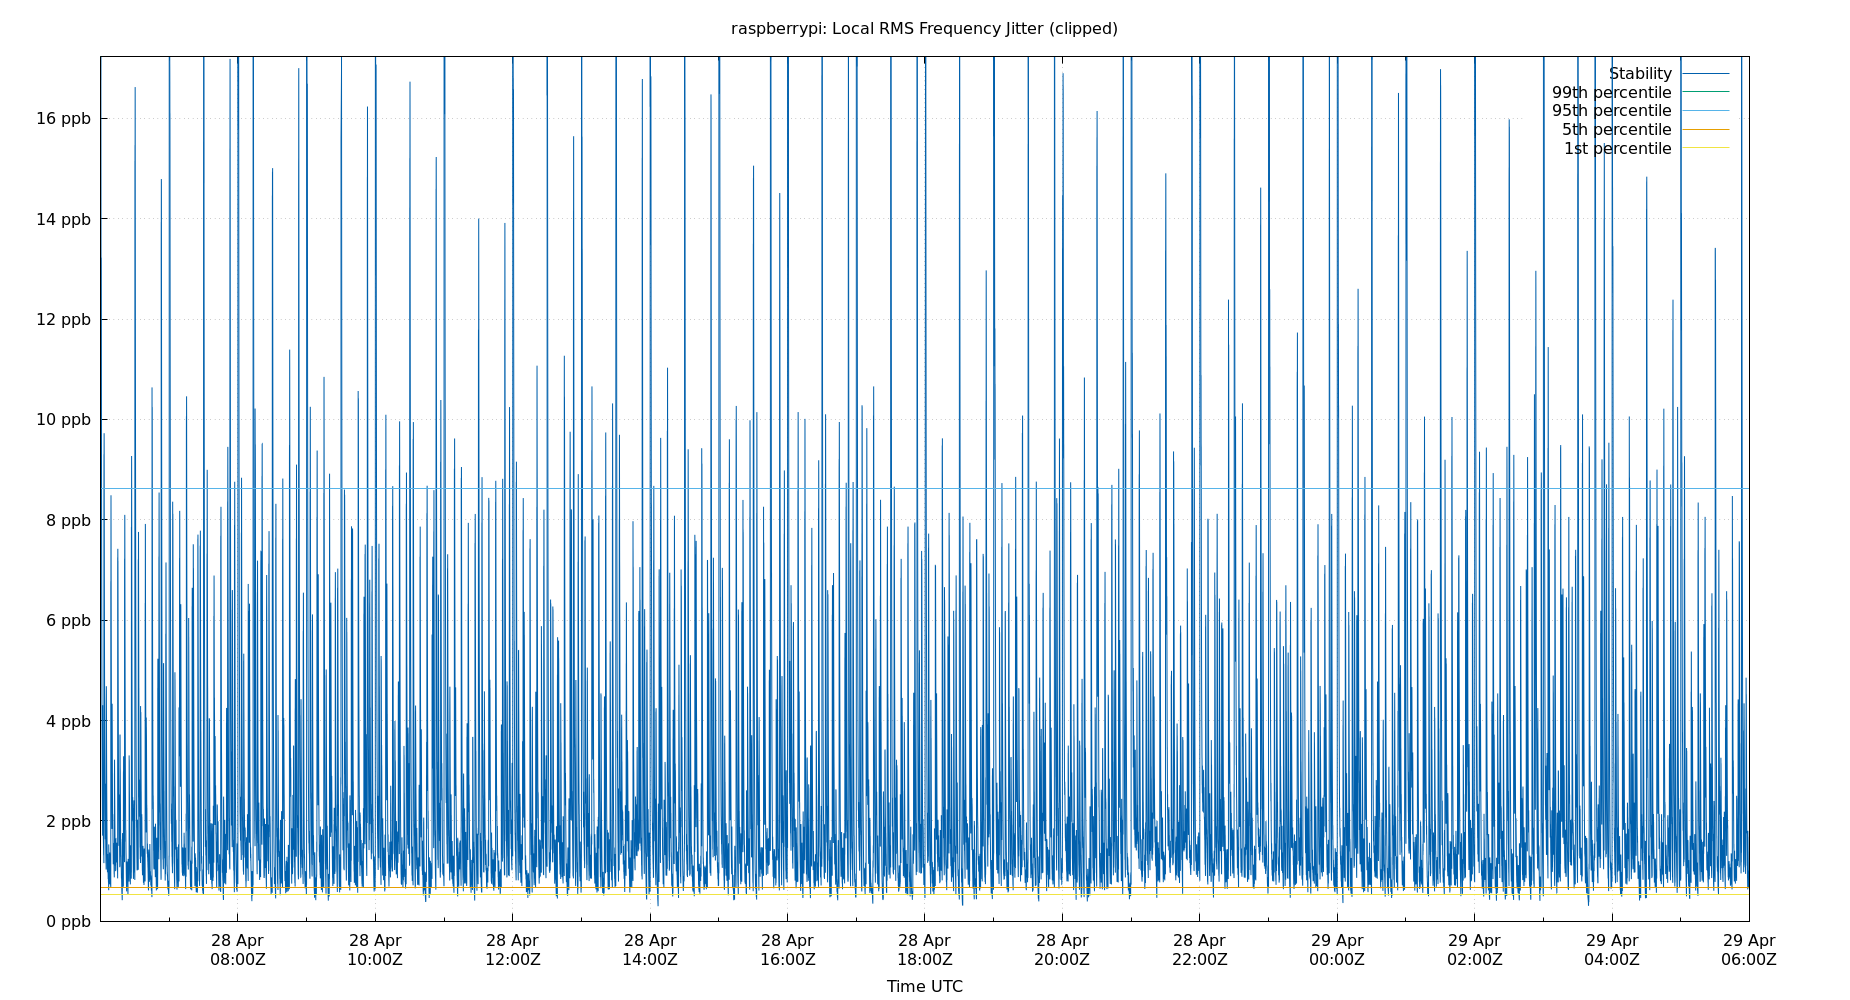 raspberrypi: Local RMS Frequency Jitter (clipped)
Stability
99th percentile
95th percentile
5th percentile
1st percentile
16 ppb
14 ppb
12 ppb
10 ppb
8 ppb
6 ppb
4 ppb
2 ppb
0 ppb
28 Apr 28 Apr 28 Apr 28 Apr 28 Apr 28 Apr 28 Apr 28 Apr 29 Apr 29 Apr 29 Apr 29 Apr
08:00Z 10:00Z 12:00Z 14:00Z 16:00Z 18:00Z 20:00Z 22:00Z 00:00Z 02:00Z 04:00Z 06:00Z
Time UTC